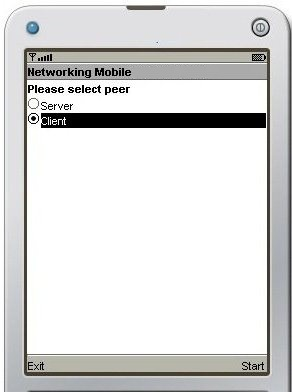 Networking Mobile
Please select peer
Server
Client
Exit Start